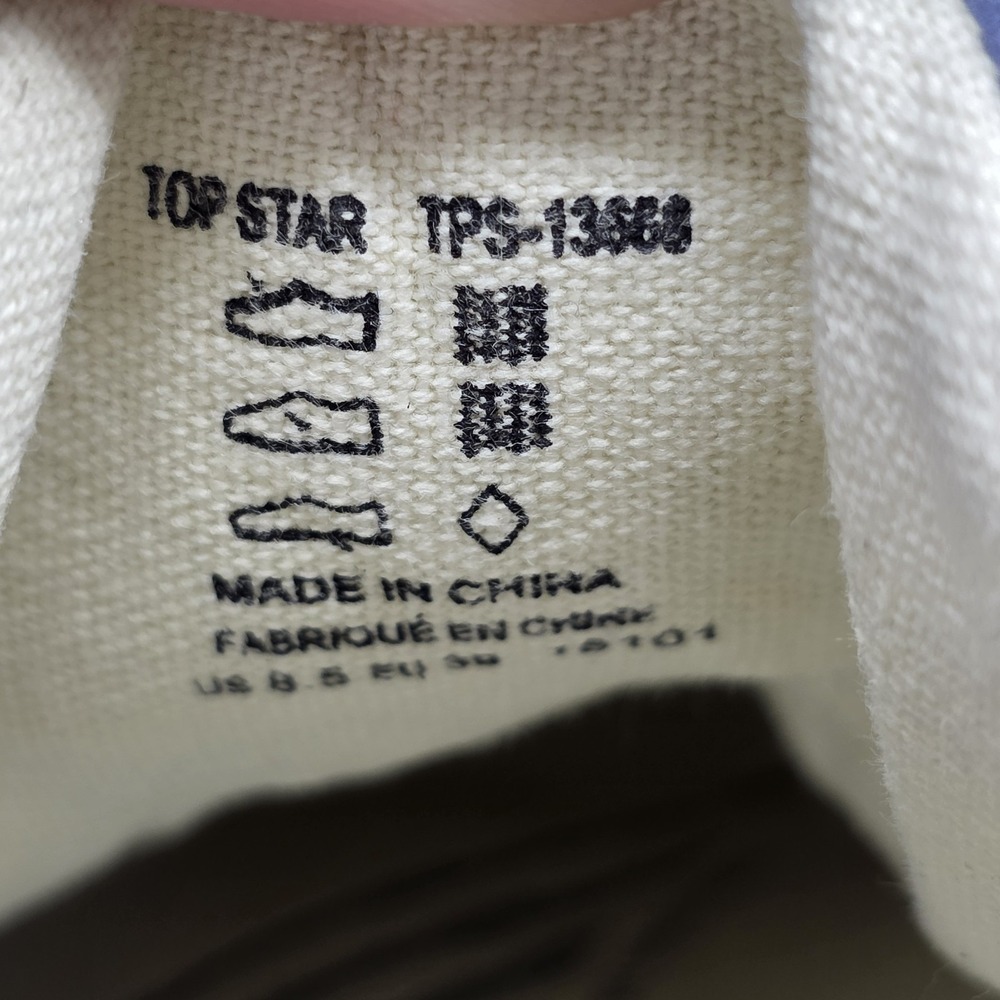 TOP STAR TPS-13668
MADE IN CHINA
FABRIQUÉ EN CHINE
US 8.5 EU 39